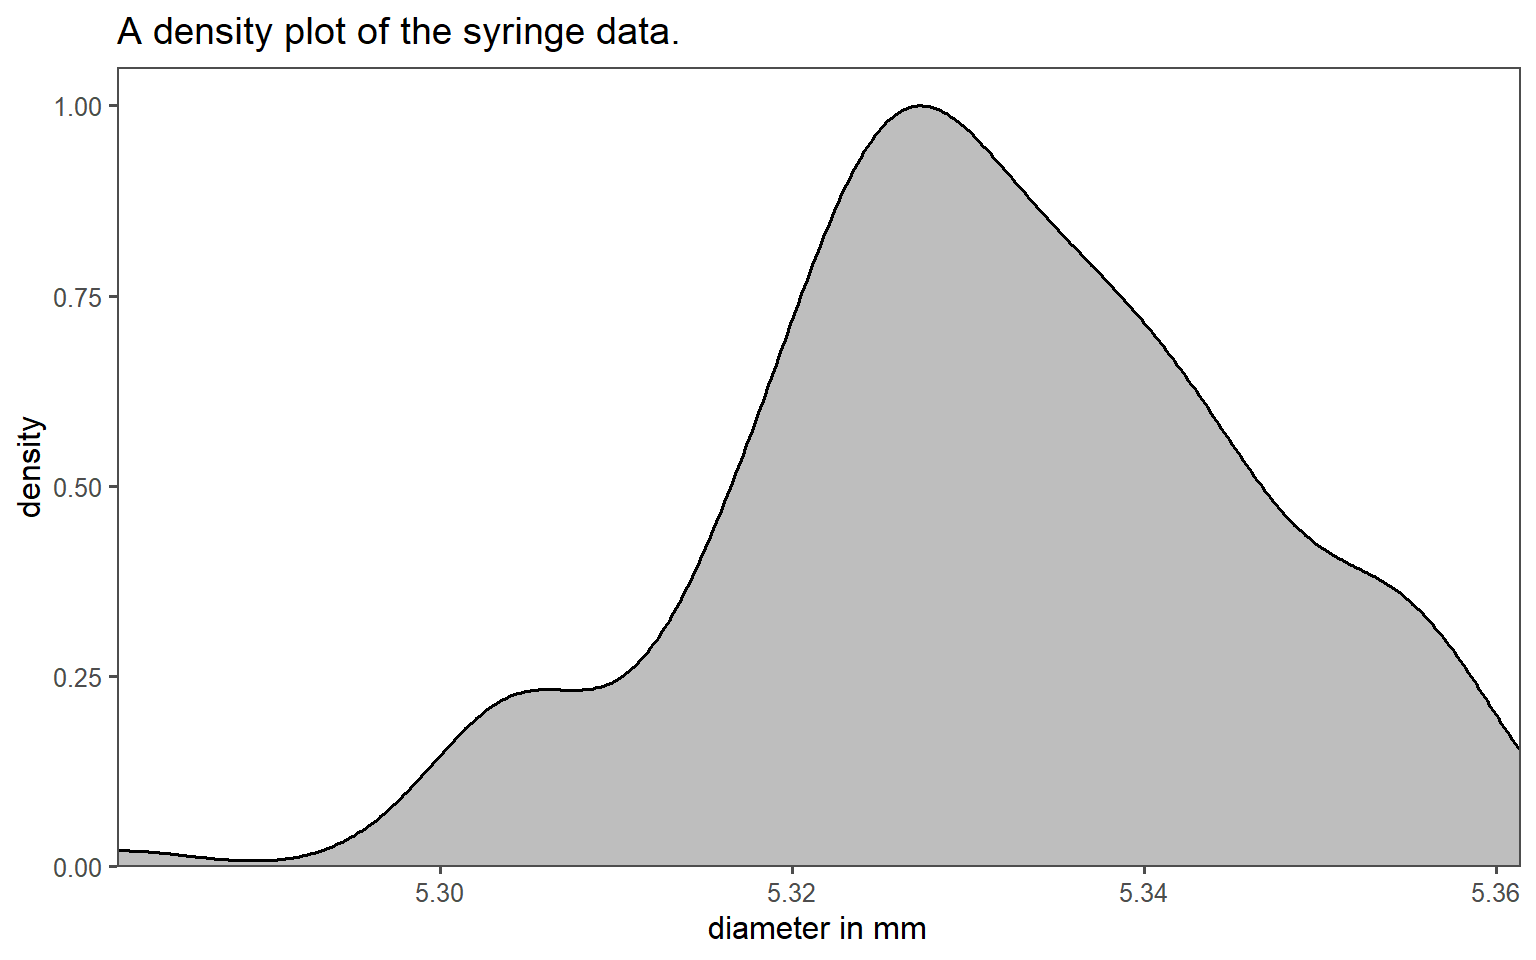 A density plot of the syringe data.
1.00
0.75
0.50
0.25
0.00
density
5.30 5.32 5.34 5.36
diameter in mm